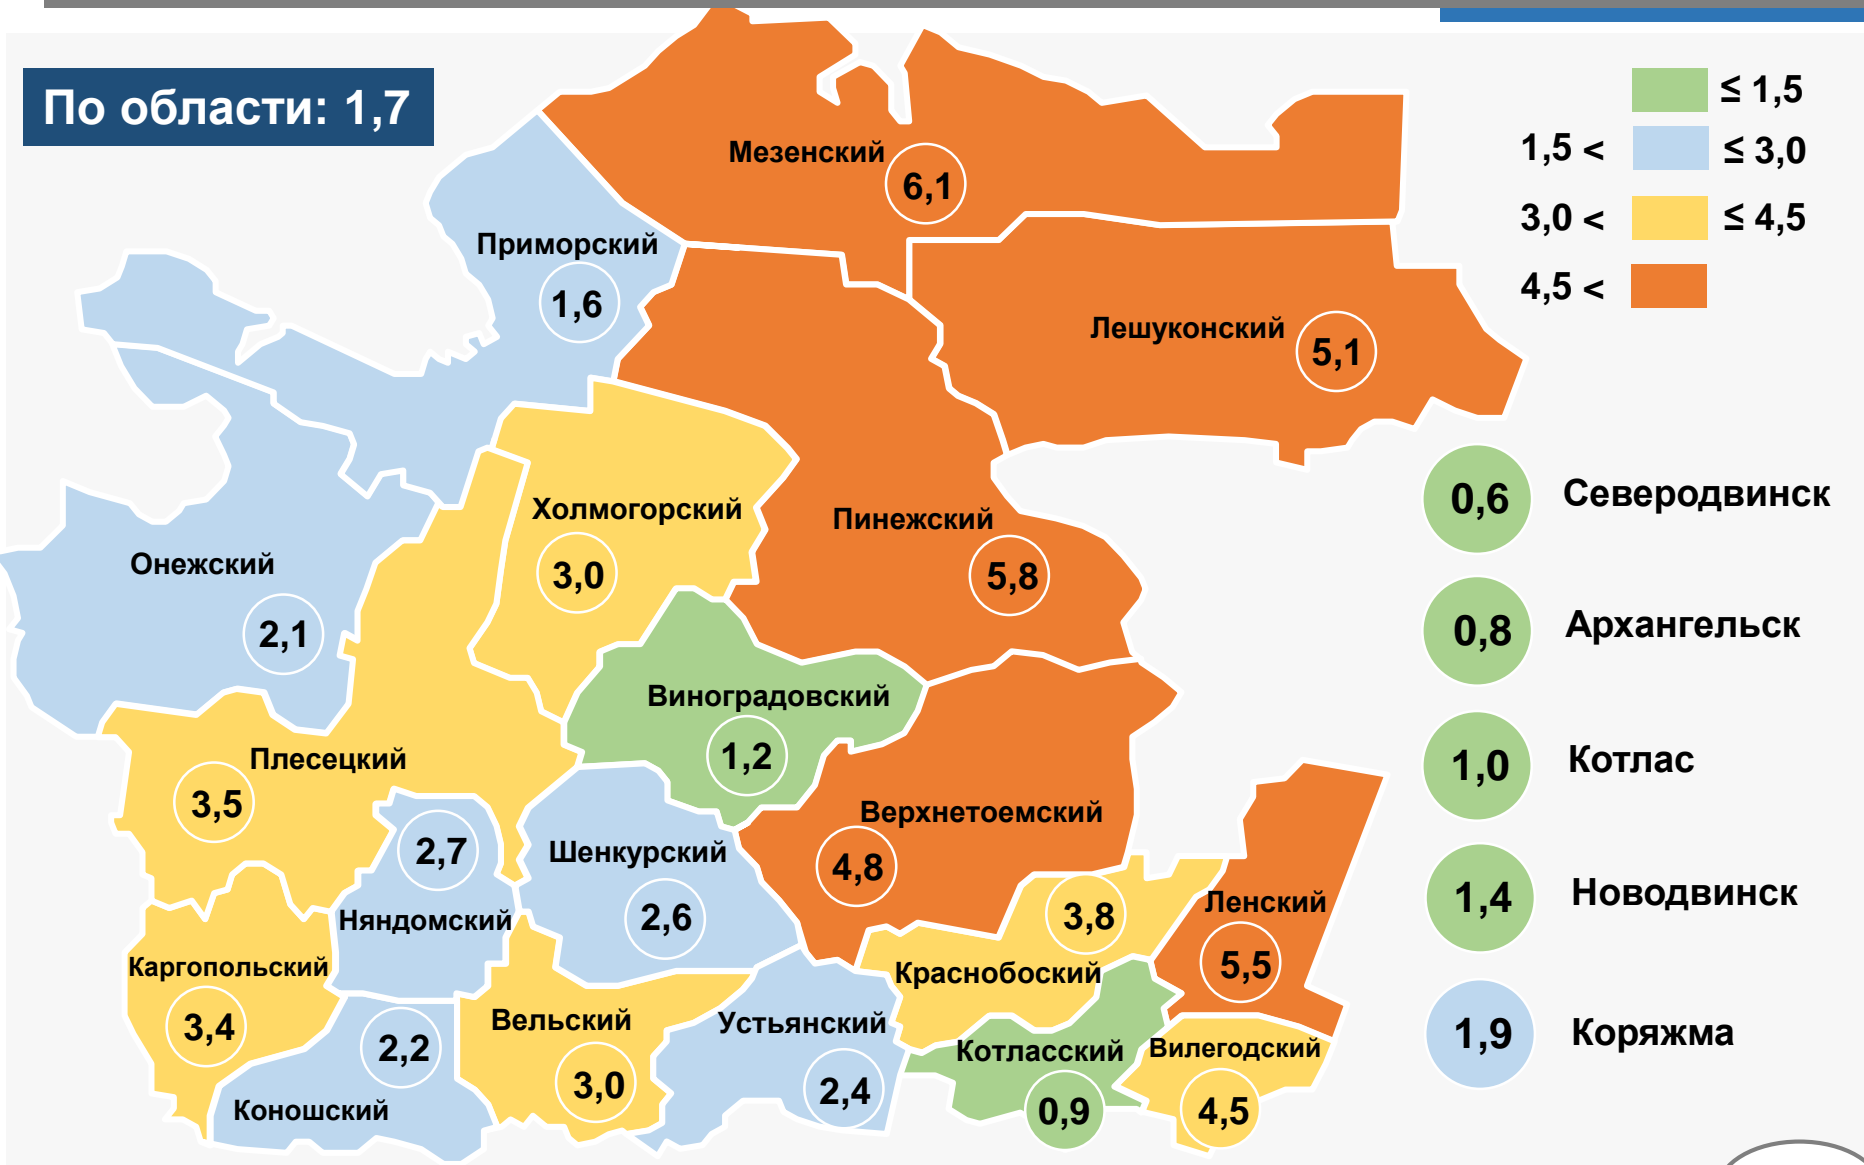 По области: 1,7
≤ 1,5
1,5 < ≤ 3,0
3,0 < ≤ 4,5
4,5 <
Мезенский
6,1
Приморский
1,6
Лешуконский
5,1
Холмогорский
3,0
Пинежский
5,8
Онежский
2,1
Виноградовский
1,2
Плесецкий
3,5
Верхнетоемский
4,8
2,7
Няндомский
Шенкурский
2,6
3,8
Краснобоский
Ленский
5,5
Каргопольский
3,4
2,2
Коношский
Вельский
3,0
Устьянский
2,4
Котласский
0,9
Вилегодский
4,5
0,6 Северодвинск
0,8 Архангельск
1,0 Котлас
1,4 Новодвинск
1,9 Коряжма